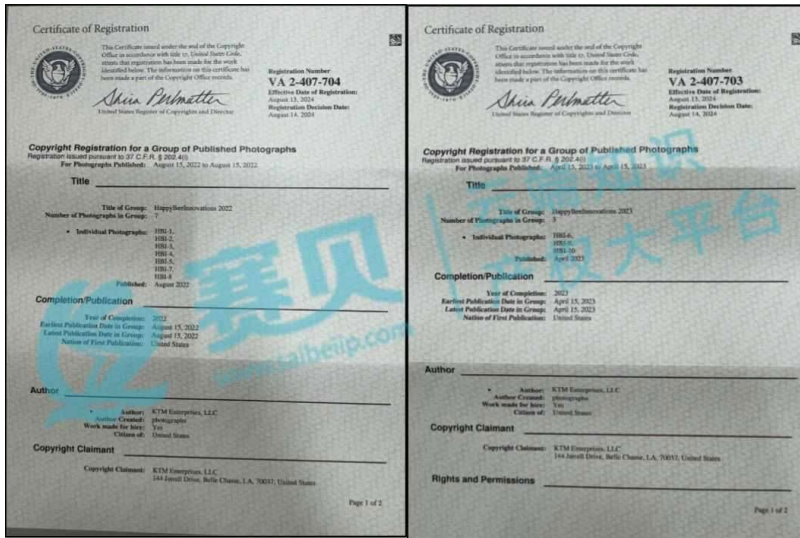 Certificate of Registration
This Certificate issued under the seal of the Copyright
Office in accordance with title 17, United States Code,
attests that registration has been made for the work
identified below. The information on this certificate has
been made a part of the Copyright Office records.
United States Register of Copyrights and Director
Registration Number
VA 2-407-704
Effective Date of Registration:
August 13, 2024
Registration Decision Date:
August 14, 2024
Copyright Registration for a Group of Published Photographs
Registration issued pursuant to 37 C.F.R. § 202.4(i)
For Photographs Published: August 15, 2022 to August 15, 2022
Title
Title of Group: HappyBeeInnovations 2022
Number of Photographs in Group: 7
• Individual Photographs: HBI-1,
HBI-2,
HBI-3,
HBI-4,
HBI-5,
HBI-7,
HBI-8
Published: August 2022
Completion/Publication
Year of Completion: 2022
Earliest Publication Date in Group: August 15, 2022
Latest Publication Date in Group: August 15, 2022
Nation of First Publication: United States
Author
• Author: KTM Enterprises, LLC
Author Created: photographs
Work made for hire: Yes
Citizen of: United States
Copyright Claimant
Copyright Claimant: KTM Enterprises, LLC
144 Jarrell Drive, Belle Chasse, LA, 70037, United States
Page 1 of 2
Certificate of Registration
This Certificate issued under the seal of the Copyright
Office in accordance with title 17, United States Code,
attests that registration has been made for the work
identified below. The information on this certificate has
been made a part of the Copyright Office records.
United States Register of Copyrights and Director
Registration Number
VA 2-407-703
Effective Date of Registration:
August 13, 2024
Registration Decision Date:
August 14, 2024
Copyright Registration for a Group of Published Photographs
Registration issued pursuant to 37 C.F.R. § 202.4(i)
For Photographs Published: April 15, 2023 to April 15, 2023
Title
Title of Group: HappyBeeInnovations 2023
Number of Photographs in Group: 3
• Individual Photographs: HBI-6,
HBI-9,
HBI-10
Published: April 2023
Completion/Publication
Year of Completion: 2023
Earliest Publication Date in Group: April 15, 2023
Latest Publication Date in Group: April 15, 2023
Nation of First Publication: United States
Author
• Author: KTM Enterprises, LLC
Author Created: photographs
Work made for hire: Yes
Citizen of: United States
Copyright Claimant
Copyright Claimant: KTM Enterprises, LLC
144 Jarrell Drive, Belle Chasse, LA, 70037, United States
Rights and Permissions
Page 1 of 2
赛贝
www.saibeiip.com
知识
产权大平台